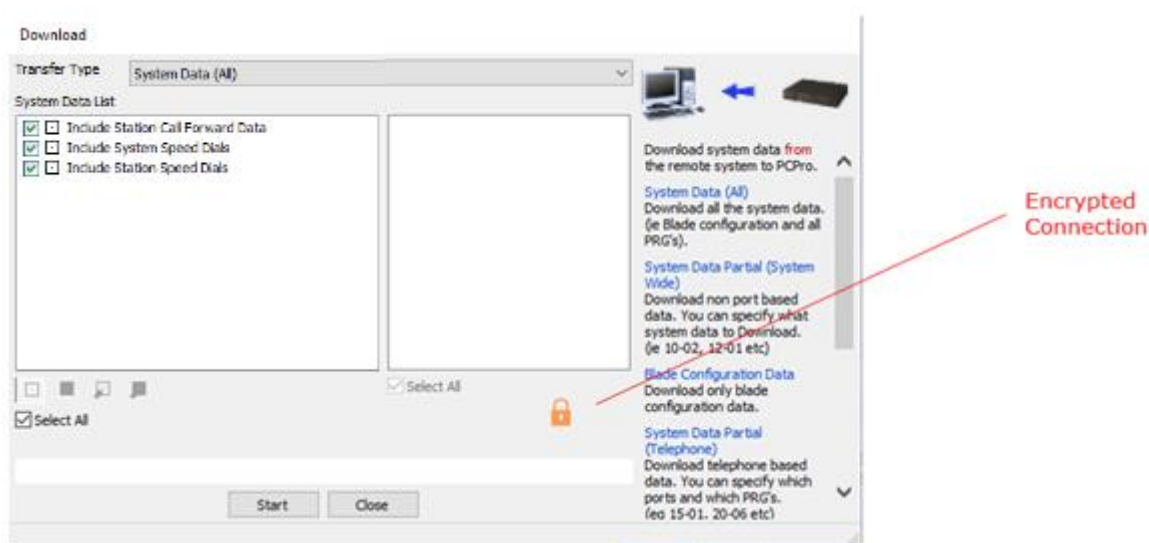 Download
Transfer Type
System Data (All)
System Data List
Include Station Call Forward Data
Include System Speed Dials
Include Station Speed Dials
Select All
Select All
Start
Close
Download system data from
the remote system to PCPro.
System Data (All)
Download all the system data.
(ie Blade configuration and all
PRG's).
System Data Partial (System
Wide)
Download non port based
data. You can specify what
system data to Download.
(ie 10-02, 12-01 etc)
Blade Configuration Data
Download only blade
configuration data.
System Data Partial
(Telephone)
Download telephone based
data. You can specify which
ports and which PRG's.
(eg 15-01, 20-06 etc)
Encrypted
Connection